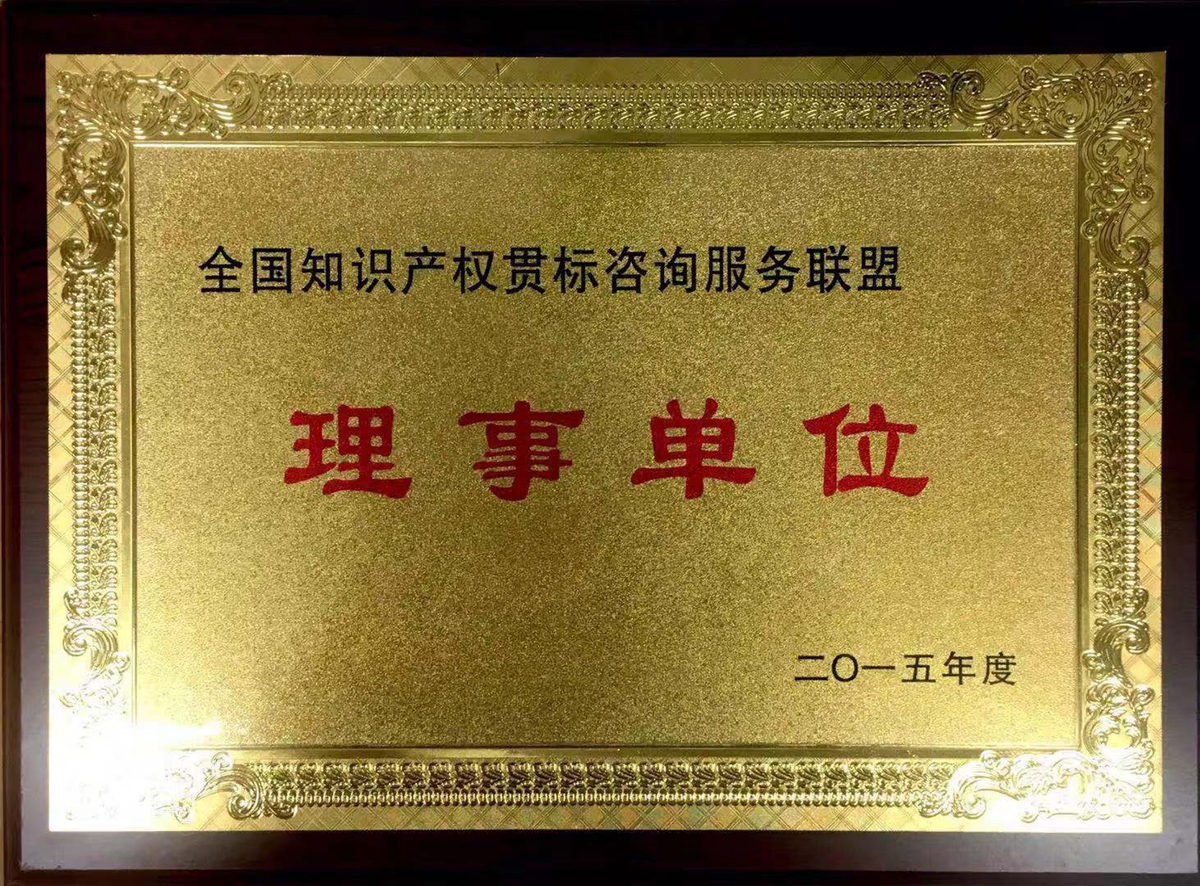 全国知识产权贯标咨询服务联盟
理事单位
二〇一五年度